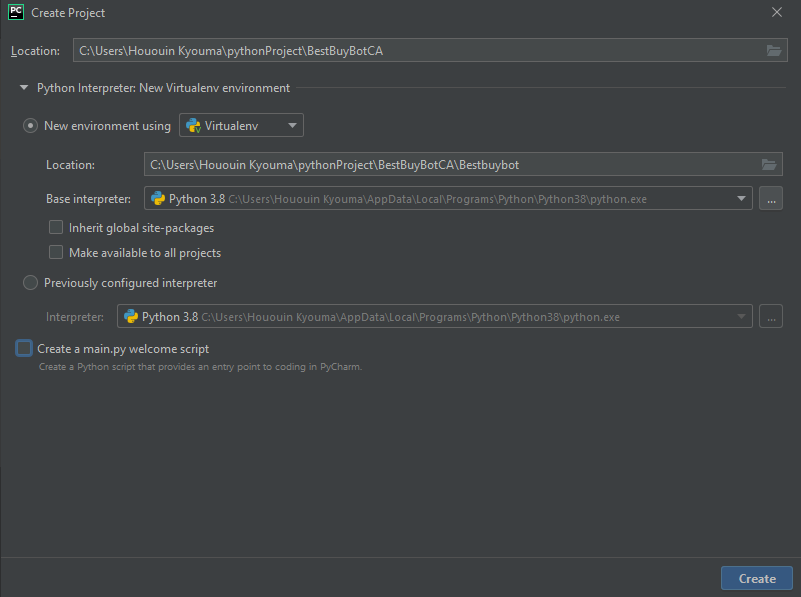 PC Create Project
Location: C:\Users\Hououin Kyouma\pythonProject\BestBuyBotCA
Python Interpreter: New Virtualenv environment
New environment using Virtualenv
Location: C:\Users\Hououin Kyouma\pythonProject\BestBuyBotCA\Bestbuybot
Base interpreter: Python 3.8 C:\Users\Hououin Kyouma\AppData\Local\Programs\Python\Python38\python.exe ...
Inherit global site-packages
Make available to all projects
Previously configured interpreter
Interpreter: Python 3.8 C:\Users\Hououin Kyouma\AppData\Local\Programs\Python\Python38\python.exe ...
Create a main.py welcome script
Create a Python script that provides an entry point to coding in PyCharm.
Create